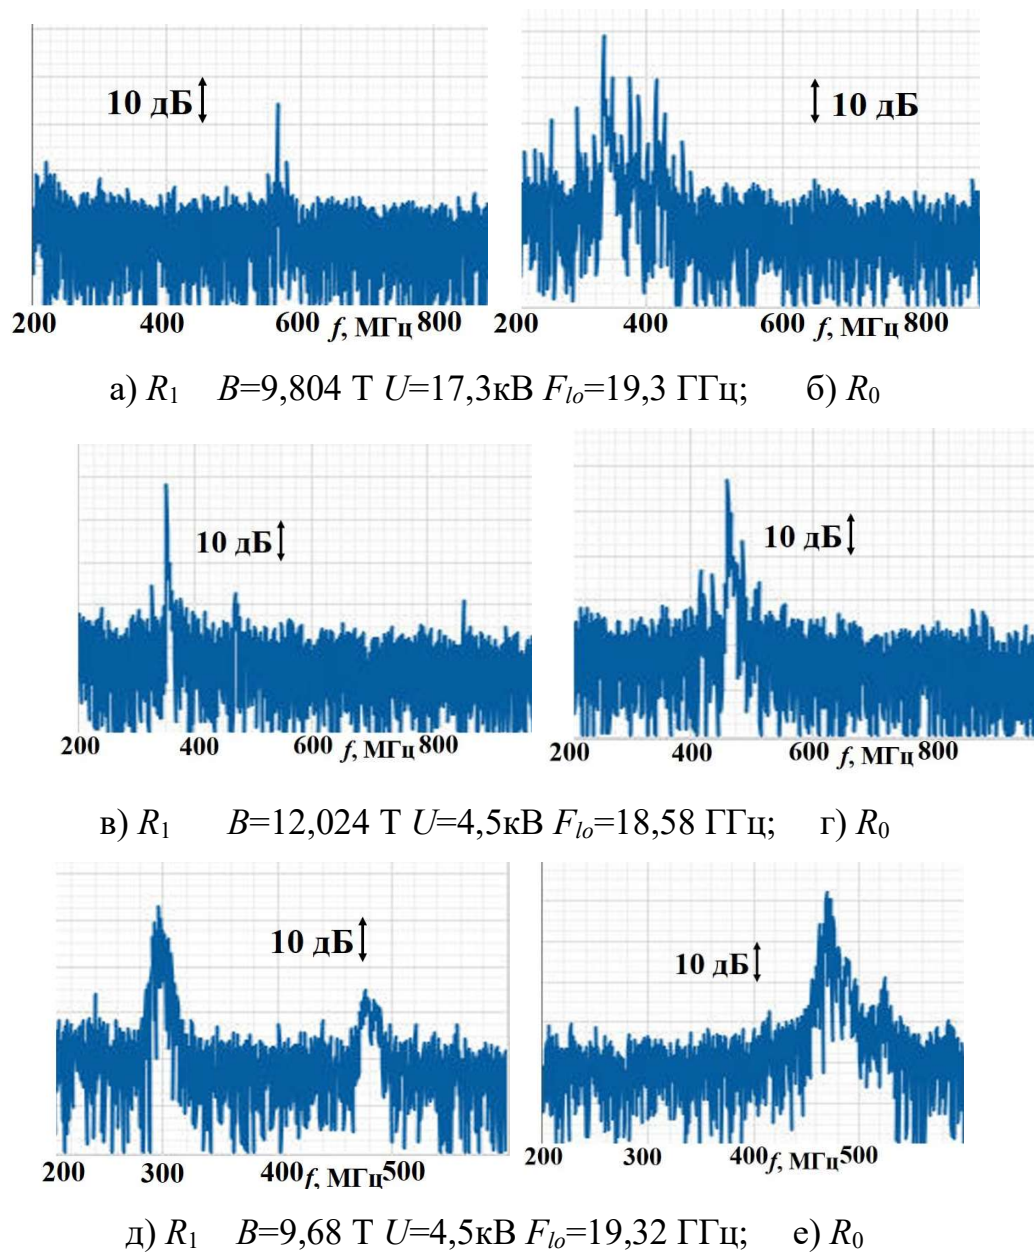 10 дБ 10 дБ
200 400 600 f, МГц 800 200 400 600 f, МГц 800
а) R₁ B=9,804 Т U=17,3кВ Fₗₒ=19,3 ГГц; б) R₀
10 дБ 10 дБ
200 400 600 f, МГц 800 200 400 600 f, МГц 800
в) R₁ B=12,024 Т U=4,5кВ Fₗₒ=18,58 ГГц; г) R₀
10 дБ 10 дБ
200 300 400 f, МГц 500 200 300 400 f, МГц 500
д) R₁ B=9,68 Т U=4,5кВ Fₗₒ=19,32 ГГц; е) R₀